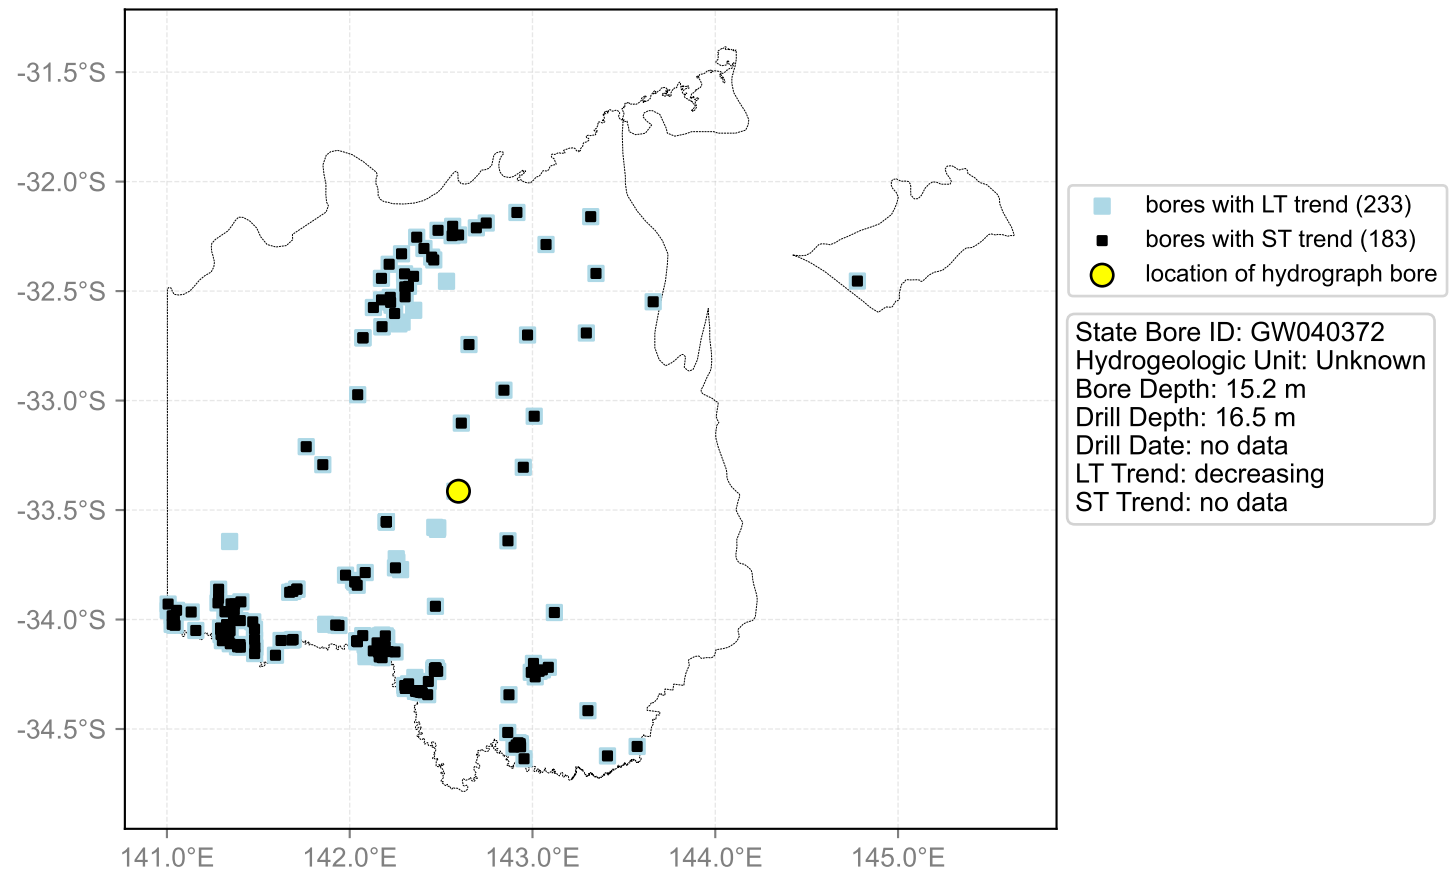 -31.5°S
-32.0°S
-32.5°S
-33.0°S
-33.5°S
-34.0°S
-34.5°S
141.0°E
142.0°E
143.0°E
144.0°E
145.0°E
bores with LT trend (233)
bores with ST trend (183)
location of hydrograph bore
State Bore ID: GW040372
Hydrogeologic Unit: Unknown
Bore Depth: 15.2 m
Drill Depth: 16.5 m
Drill Date: no data
LT Trend: decreasing
ST Trend: no data